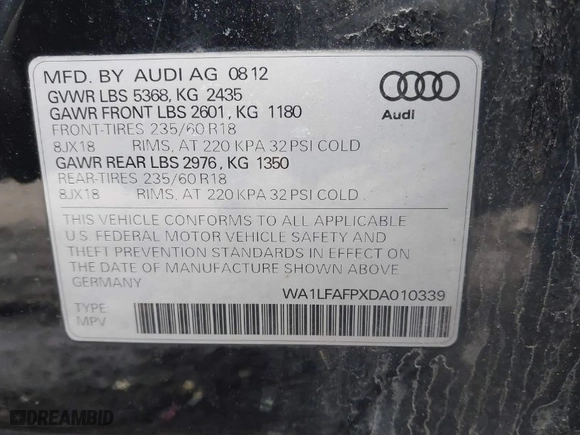 MFD. BY AUDI AG 0812
GVWR LBS 5368, KG 2435
GAWR FRONT LBS 2601, KG 1180
FRONT-TIRES 235/60 R18
8JX18 RIMS, AT 220 KPA 32 PSI COLD
GAWR REAR LBS 2976, KG 1350
REAR-TIRES 235/60 R18
8JX18 RIMS, AT 220 KPA 32 PSI COLD
Audi
THIS VEHICLE CONFORMS TO ALL APPLICABLE
U.S. FEDERAL MOTOR VEHICLE SAFETY AND
THEFT PREVENTION STANDARDS IN EFFECT ON
THE DATE OF MANUFACTURE SHOWN ABOVE
GERMANY
WA1LFAFPXDA010339
TYPE:
MPV
DREAMBID